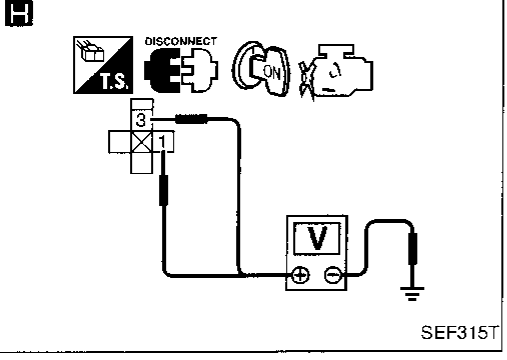 H
DISCONNECT
T.S.
ON
3
1
V
+ −
SEF315T